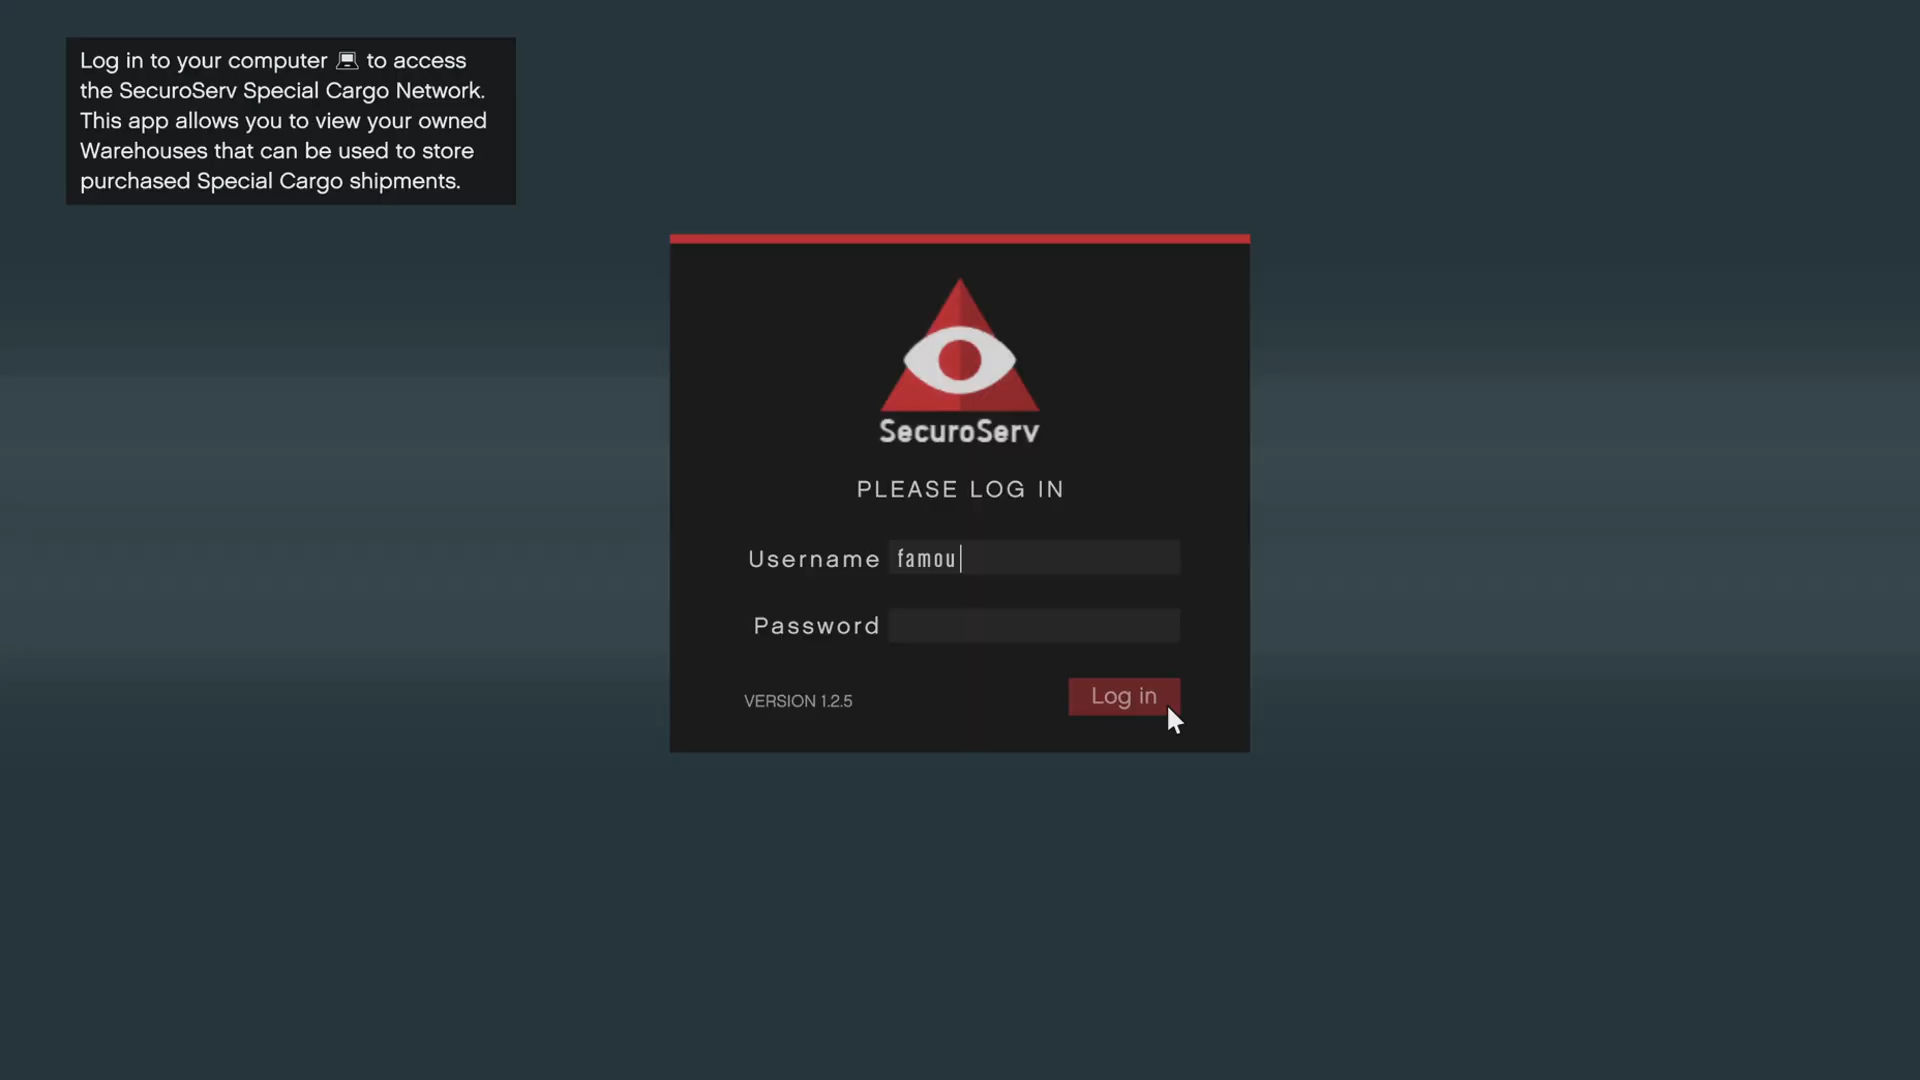 Log in to your computer to access
the SecuroServ Special Cargo Network.
This app allows you to view your owned
Warehouses that can be used to store
purchased Special Cargo shipments.
SecuroServ
PLEASE LOG IN
Username famou
Password
VERSION 1.2.5
Log in